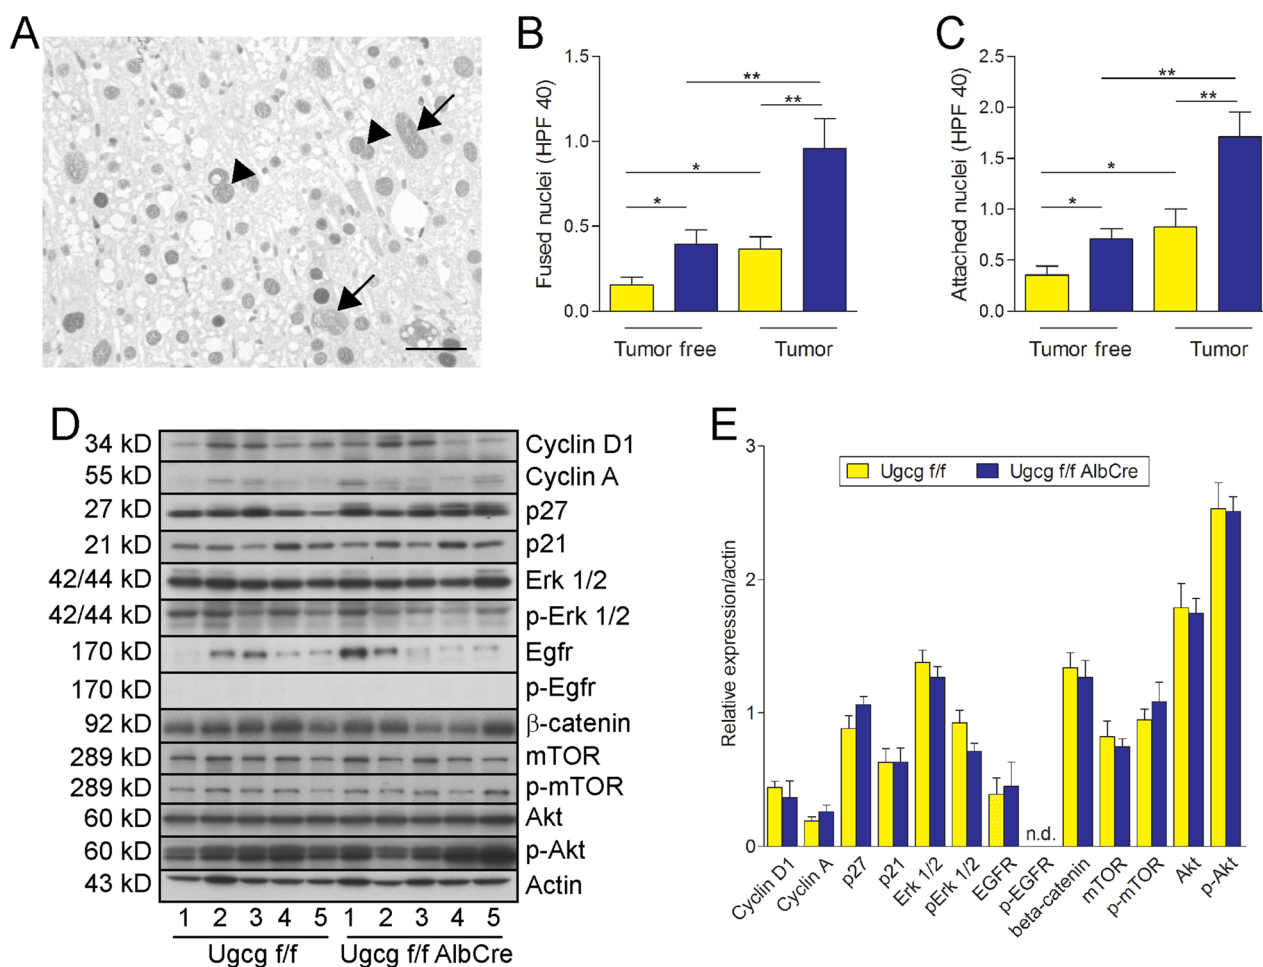 A
B
Fused nuclei (HPF 40)
1.5
1.0
0.5
0.0
**
**
*
*
Tumor free
Tumor
C
Attached nuclei (HPF 40)
2.5
2.0
1.5
1.0
0.5
0.0
**
**
*
*
Tumor free
Tumor
D
34 kD Cyclin D1
55 kD Cyclin A
27 kD p27
21 kD p21
42/44 kD Erk 1/2
42/44 kD p-Erk 1/2
170 kD Egfr
170 kD p-Egfr
92 kD β-catenin
289 kD mTOR
289 kD p-mTOR
60 kD Akt
60 kD p-Akt
43 kD Actin
1 2 3 4 5 1 2 3 4 5
Ugcg f/f Ugcg f/f AlbCre
E
Relative expression/actin
3
2
1
0
Ugcg f/f Ugcg f/f AlbCre
n.d.
Cyclin D1
Cyclin A
p27
p21
Erk 1/2
pErk 1/2
EGFR
p-EGFR
beta-catenin
mTOR
p-mTOR
Akt
p-Akt